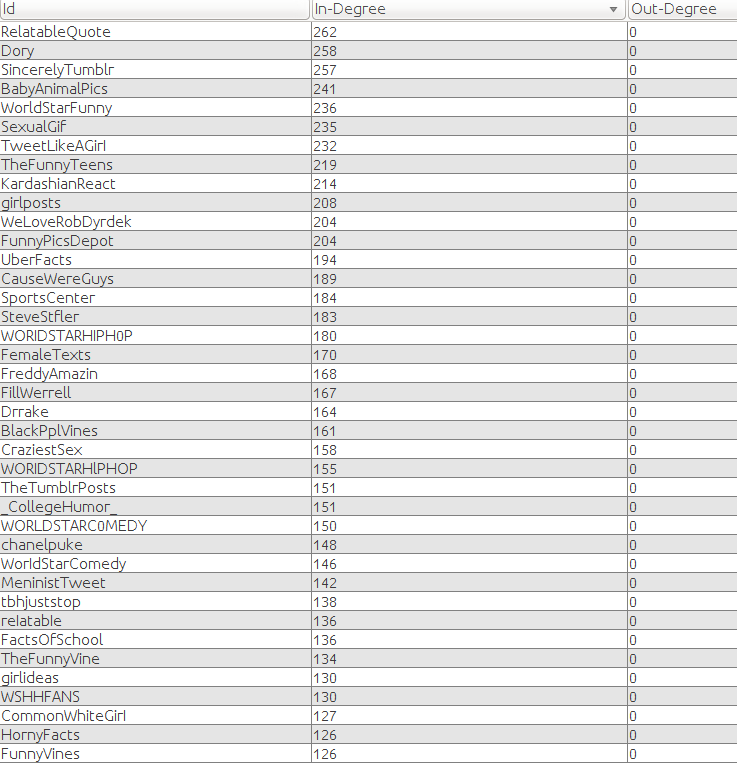 Id In-Degree Out-Degree
RelatableQuote 262 0
Dory 258 0
SincerelyTumblr 257 0
BabyAnimalPics 241 0
WorldStarFunny 236 0
SexualGif 235 0
TweetLikeAGirl 232 0
TheFunnyTeens 219 0
KardashianReact 214 0
girlposts 208 0
WeLoveRobDyrdek 204 0
FunnyPicsDepot 204 0
UberFacts 194 0
CauseWereGuys 189 0
SportsCenter 184 0
SteveStfler 183 0
WORIDSTARHIPH0P 180 0
FemaleTexts 170 0
FreddyAmazin 168 0
FillWerrell 167 0
Drrake 164 0
BlackPplVines 161 0
CraziestSex 158 0
WORIDSTARHlPHOP 155 0
TheTumblrPosts 151 0
_CollegeHumor_ 151 0
WORLDSTARC0MEDY 150 0
chanelpuke 148 0
WorIdStarComedy 146 0
MeninistTweet 142 0
tbhjuststop 138 0
reIatabIe 136 0
FactsOfSchool 136 0
TheFunnyVine 134 0
girlideas 130 0
WSHHFANS 130 0
CommonWhiteGirI 127 0
HornyFacts 126 0
FunnyVines 126 0